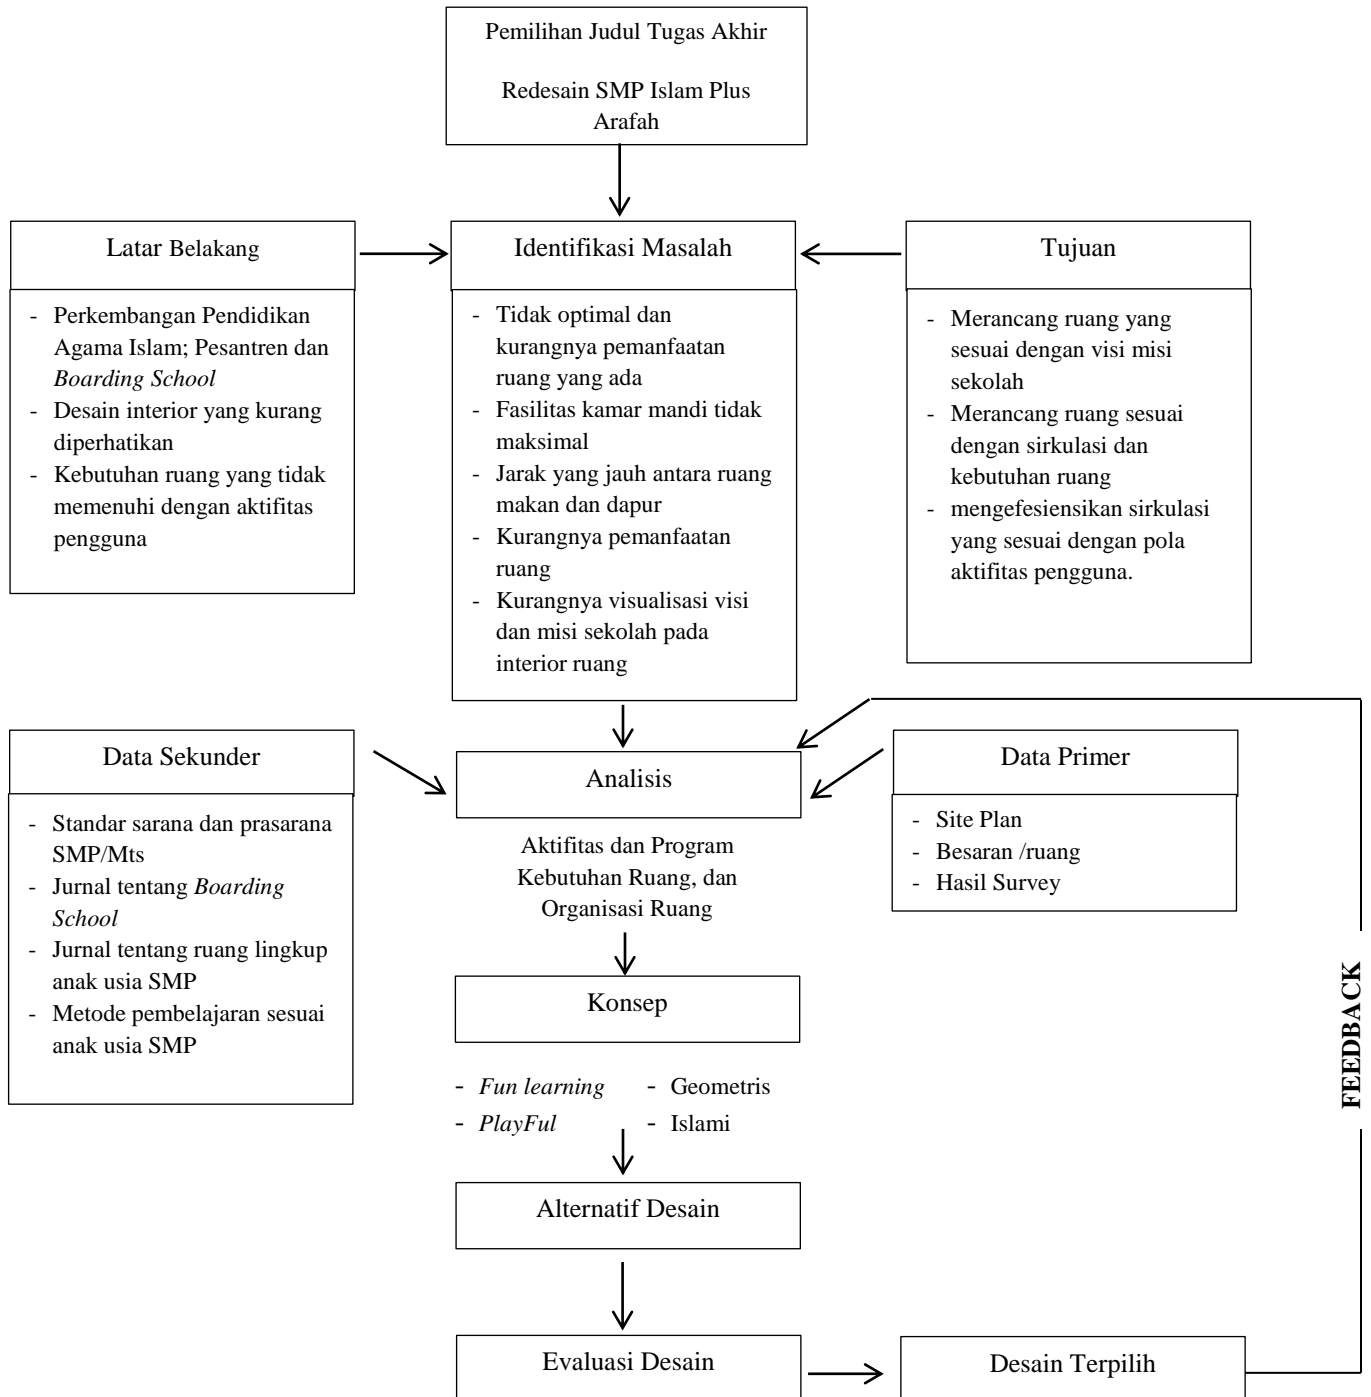 Pemilihan Judul Tugas Akhir
Redesain SMP Islam Plus
Arafah
Latar Belakang
- Perkembangan Pendidikan
Agama Islam; Pesantren dan
Boarding School
- Desain interior yang kurang
diperhatikan
- Kebutuhan ruang yang tidak
memenuhi dengan aktifitas
pengguna
Identifikasi Masalah
- Tidak optimal dan
kurangnya pemanfaatan
ruang yang ada
- Fasilitas kamar mandi tidak
maksimal
- Jarak yang jauh antara ruang
makan dan dapur
- Kurangnya pemanfaatan
ruang
- Kurangnya visualisasi visi
dan misi sekolah pada
interior ruang
Tujuan
- Merancang ruang yang
sesuai dengan visi misi
sekolah
- Merancang ruang sesuai
dengan sirkulasi dan
kebutuhan ruang
- mengefesiensikan sirkulasi
yang sesuai dengan pola
aktifitas pengguna.
Data Sekunder
- Standar sarana dan prasarana
SMP/Mts
- Jurnal tentang Boarding
School
- Jurnal tentang ruang lingkup
anak usia SMP
- Metode pembelajaran sesuai
anak usia SMP
Analisis
Aktifitas dan Program
Kebutuhan Ruang, dan
Organisasi Ruang
Data Primer
- Site Plan
- Besaran /ruang
- Hasil Survey
Konsep
- Fun learning - Geometris
- PlayFul - Islami
FEEDBACK
Alternatif Desain
Evaluasi Desain
Desain Terpilih